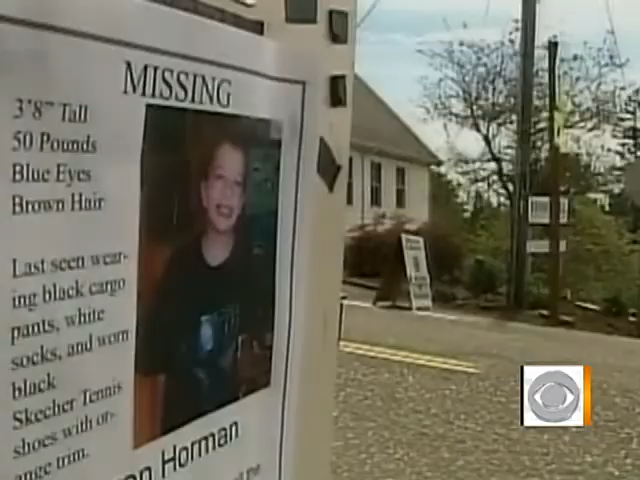 MISSING
3'8" Tall
50 Pounds
Blue Eyes
Brown Hair
Last seen wear-
ing black cargo
pants, white
socks, and worn
black
Skecher Tennis
shoes with or-
ange trim.
Horman
the